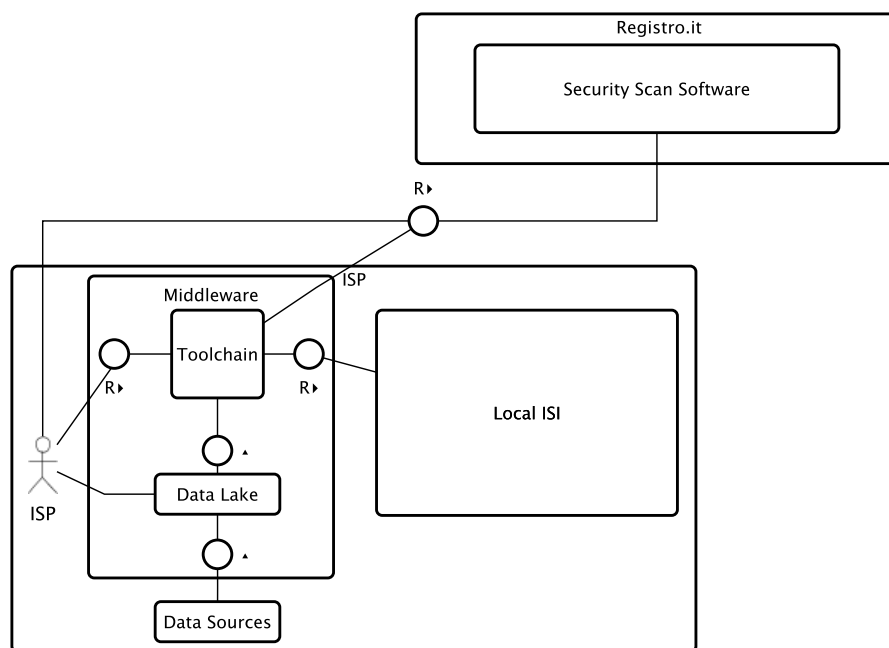 Registro.it
Security Scan Software
R
ISP
Middleware
Toolchain
R
R
Local ISI
Data Lake
ISP
Data Sources